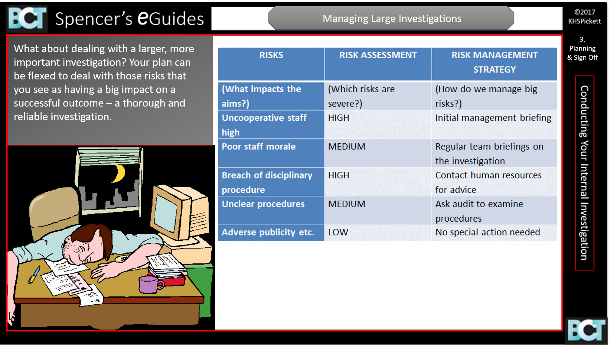 BCT Spencer's eGuides
Managing Large Investigations
©2017
KHSPickett
3.
Planning
& Sign Off
What about dealing with a larger, more
important investigation? Your plan can
be flexed to deal with those risks that
you see as having a big impact on a
successful outcome – a thorough and
reliable investigation.
RISKS RISK ASSESSMENT RISK MANAGEMENT
STRATEGY
(What Impacts the (Which risks are (How do we manage big
aims?) severe?) risks?)
Uncooperative staff HIGH Initial management briefing
high
Poor staff morale MEDIUM Regular team briefings on
the investigation
Breach of disciplinary HIGH Contact human resources
procedure for advice
Unclear procedures MEDIUM Ask audit to examine
procedures
Adverse publicity etc. LOW No special action needed
Conducting Your Internal Investigation
BCT